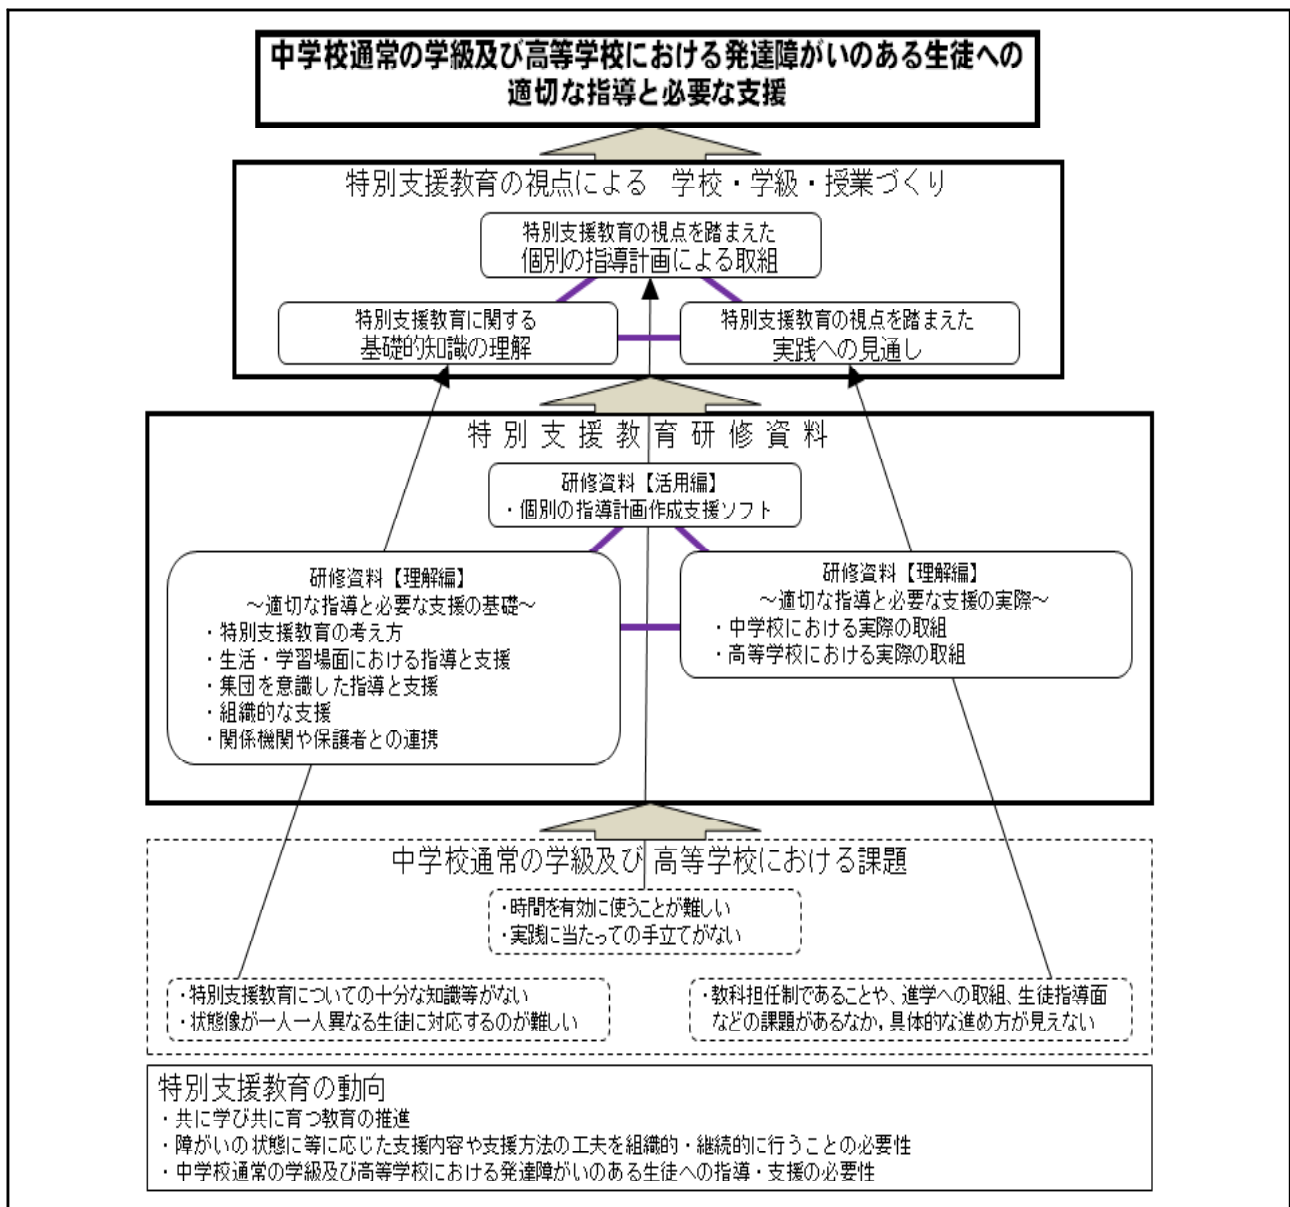 中学校通常の学級及び高等学校における発達障がいのある生徒への
適切な指導と必要な支援
特別支援教育の視点による　学校・学級・授業づくり
特別支援教育の視点を踏まえた
個別の指導計画による取組
特別支援教育に関する
基礎的知識の理解
特別支援教育の視点を踏まえた
実践への見通し
特別支援教育研修資料
研修資料【活用編】
・個別の指導計画作成支援ソフト
研修資料【理解編】
～適切な指導と必要な支援の基礎～
・特別支援教育の考え方
・生活・学習場面における指導と支援
・集団を意識した指導と支援
・組織的な支援
・関係機関や保護者との連携
研修資料【理解編】
～適切な指導と必要な支援の実際～
・中学校における実際の取組
・高等学校における実際の取組
中学校通常の学級及び高等学校における課題
・時間を有効に使うことが難しい
・実践に当たっての手立てがない
・特別支援教育についての十分な知識等がない
・状態像が一人一人異なる生徒に対応するのが難しい
・教科担任制であることや、進学への取組、生徒指導面
などの課題があるなか，具体的な進め方が見えない
特別支援教育の動向
・共に学び共に育つ教育の推進
・障がいの状態に等に応じた支援内容や支援方法の工夫を組織的・継続的に行うことの必要性
・中学校通常の学級及び高等学校における発達障がいのある生徒への指導・支援の必要性